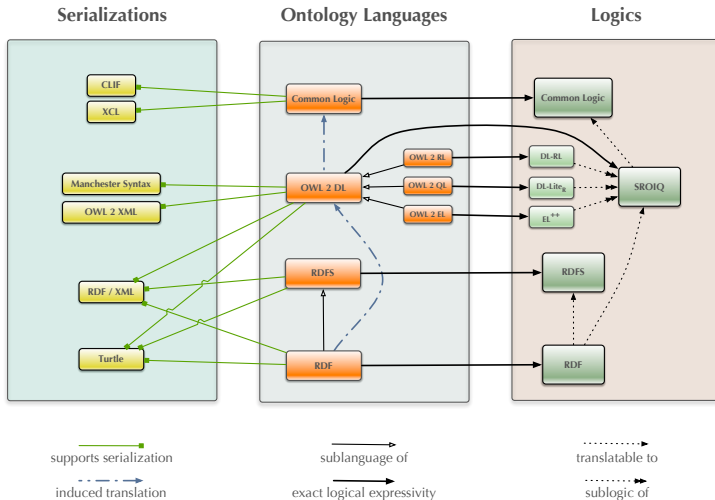 Serializations
Ontology Languages
Logics
CLIF
XCL
Common Logic
Common Logic
Manchester Syntax
OWL 2 XML
OWL 2 DL
OWL 2 RL
OWL 2 QL
OWL 2 EL
DL-RL
DL-LiteR
EL++
SROIQ
RDF / XML
RDFS
RDFS
Turtle
RDF
RDF
supports serialization
sublanguage of
translatable to
induced translation
exact logical expressivity
sublogic of